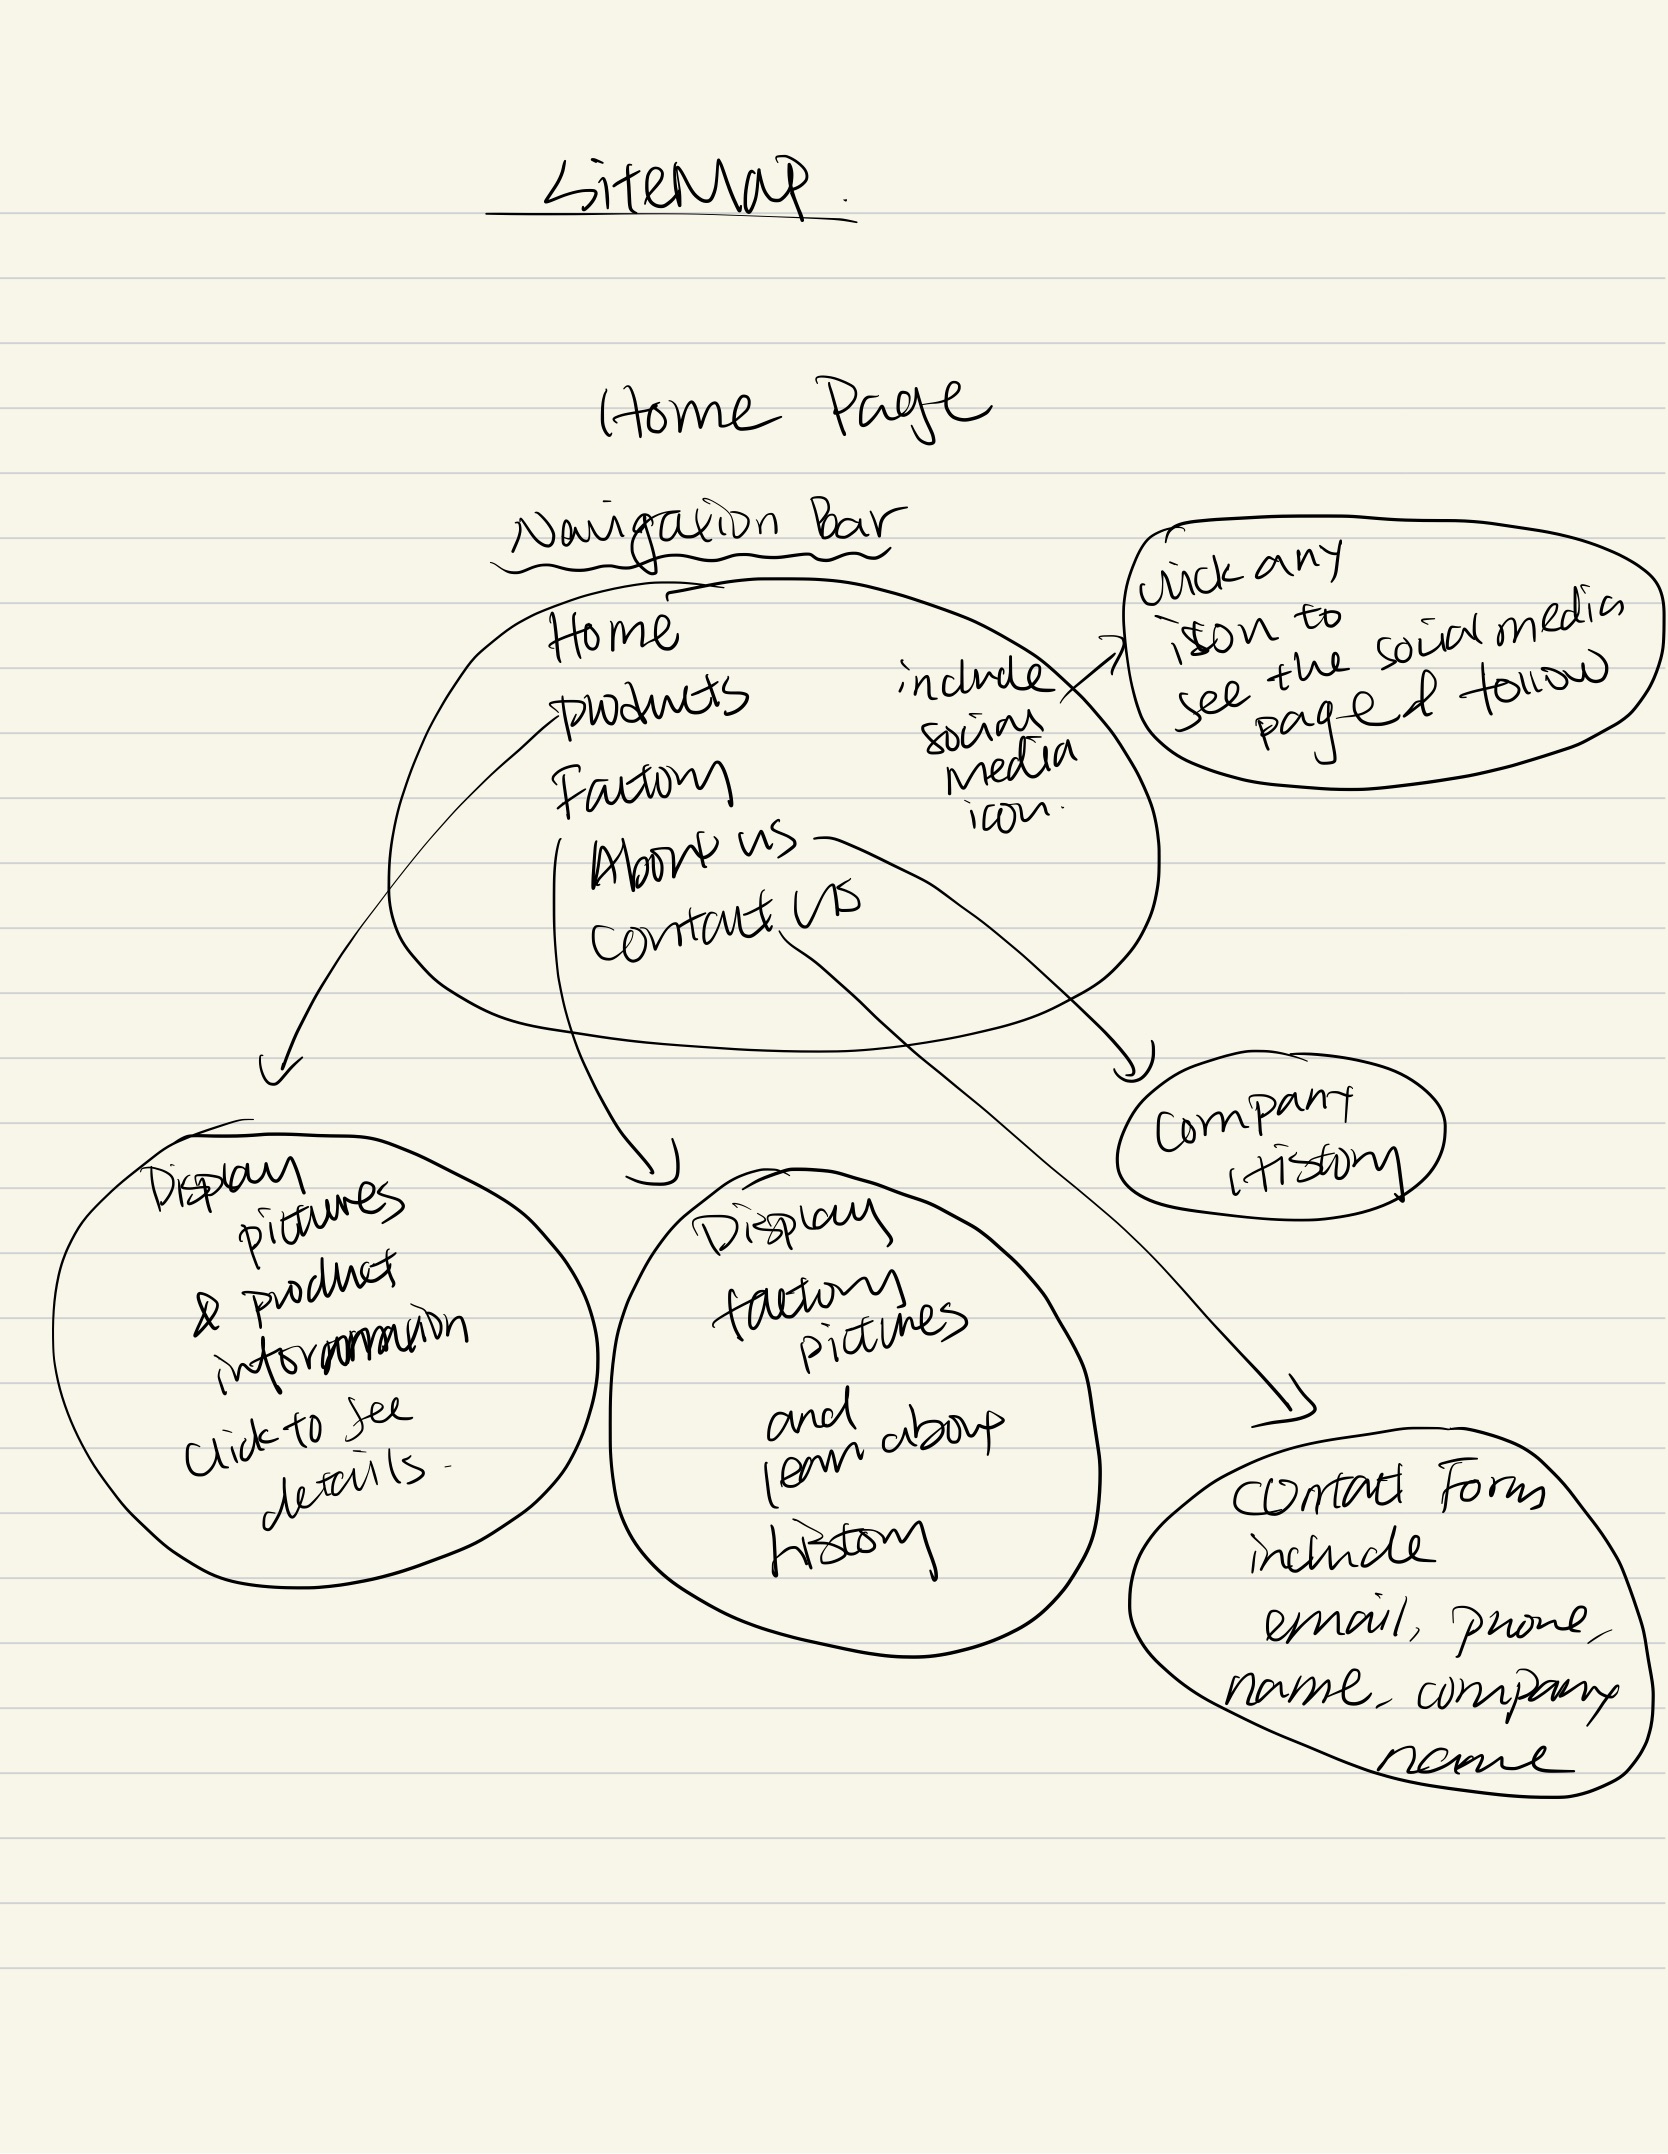 SiteMap.
Home Page
Navigation Bar
Home
products
Factory
About us
Contact US
include
social
media
icon.
click any
ison to
see the social media
page & follow
Company
History
Display
pictures
& product
information
Click to see
details.
Display
factory
pictures
and
learn about
history
Contact Form
include
email, phone,
name, company
name